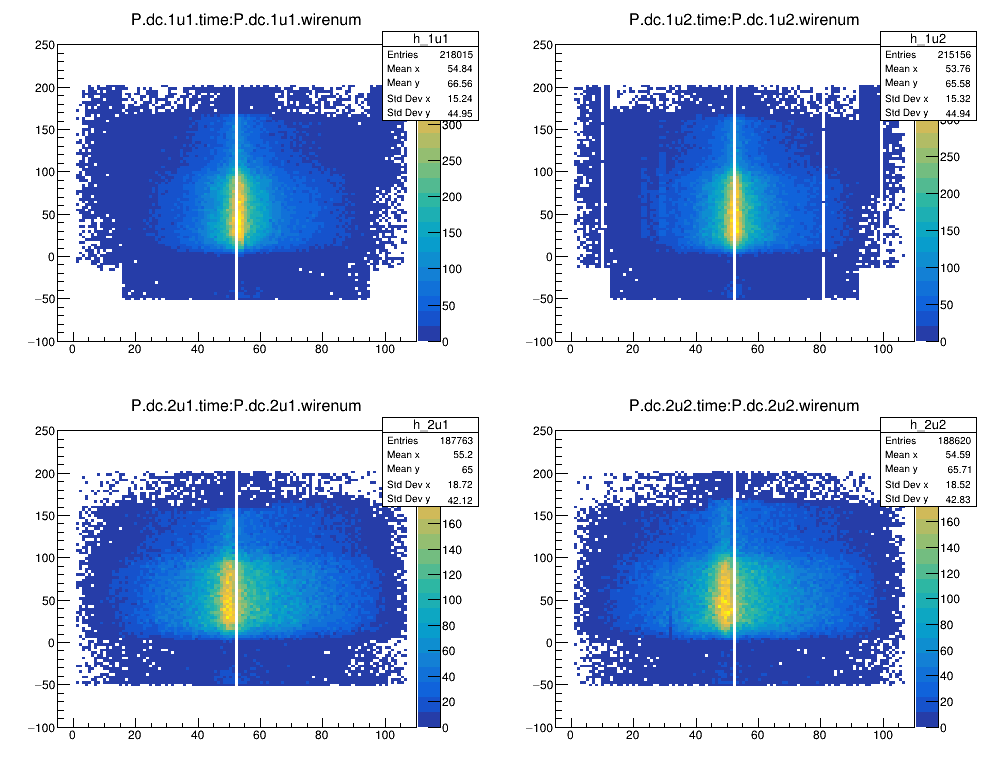 P.dc.1u1.time:P.dc.1u1.wirenum
h_1u1
Entries 218015
Mean x 54.84
Mean y 66.56
Std Dev x 15.24
Std Dev y 44.95
250
200
150
100
50
0
−50
−100
0 20 40 60 80 100
300
250
200
150
100
50
0
P.dc.1u2.time:P.dc.1u2.wirenum
h_1u2
Entries 215156
Mean x 53.76
Mean y 65.58
Std Dev x 15.32
Std Dev y 44.94
250
200
150
100
50
0
−50
−100
0 20 40 60 80 100
300
250
200
150
100
50
0
P.dc.2u1.time:P.dc.2u1.wirenum
h_2u1
Entries 187763
Mean x 55.2
Mean y 65
Std Dev x 18.72
Std Dev y 42.12
250
200
150
100
50
0
−50
−100
0 20 40 60 80 100
160
140
120
100
80
60
40
20
0
P.dc.2u2.time:P.dc.2u2.wirenum
h_2u2
Entries 188620
Mean x 54.59
Mean y 65.71
Std Dev x 18.52
Std Dev y 42.83
250
200
150
100
50
0
−50
−100
0 20 40 60 80 100
160
140
120
100
80
60
40
20
0